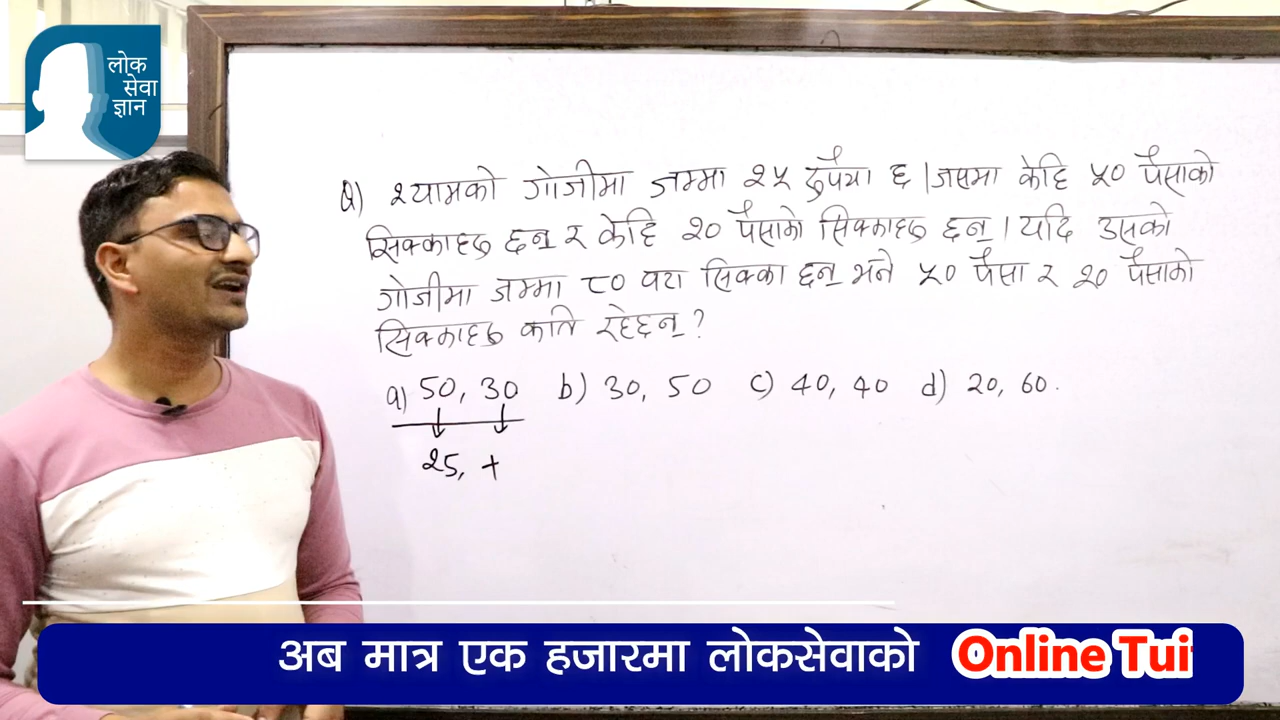 लोक
सेवा
ज्ञान
Q) श्यामको गोजीमा जम्मा २५ रुपैया छ । जसमा केहि ५० पैसाको
सिक्काहरु छन् र केहि २० पैसाको सिक्काहरु छन् । यदि उसको
गोजीमा जम्मा ८० वटा सिक्का छन् भने ५० पैसा र २० पैसाको
सिक्काहरु कति रहेछन् ?
a) 50, 30 b) 30, 50 c) 40, 40 d) 20, 60.
25, +
अब मात्र एक हजारमा लोकसेवाको Online Tui